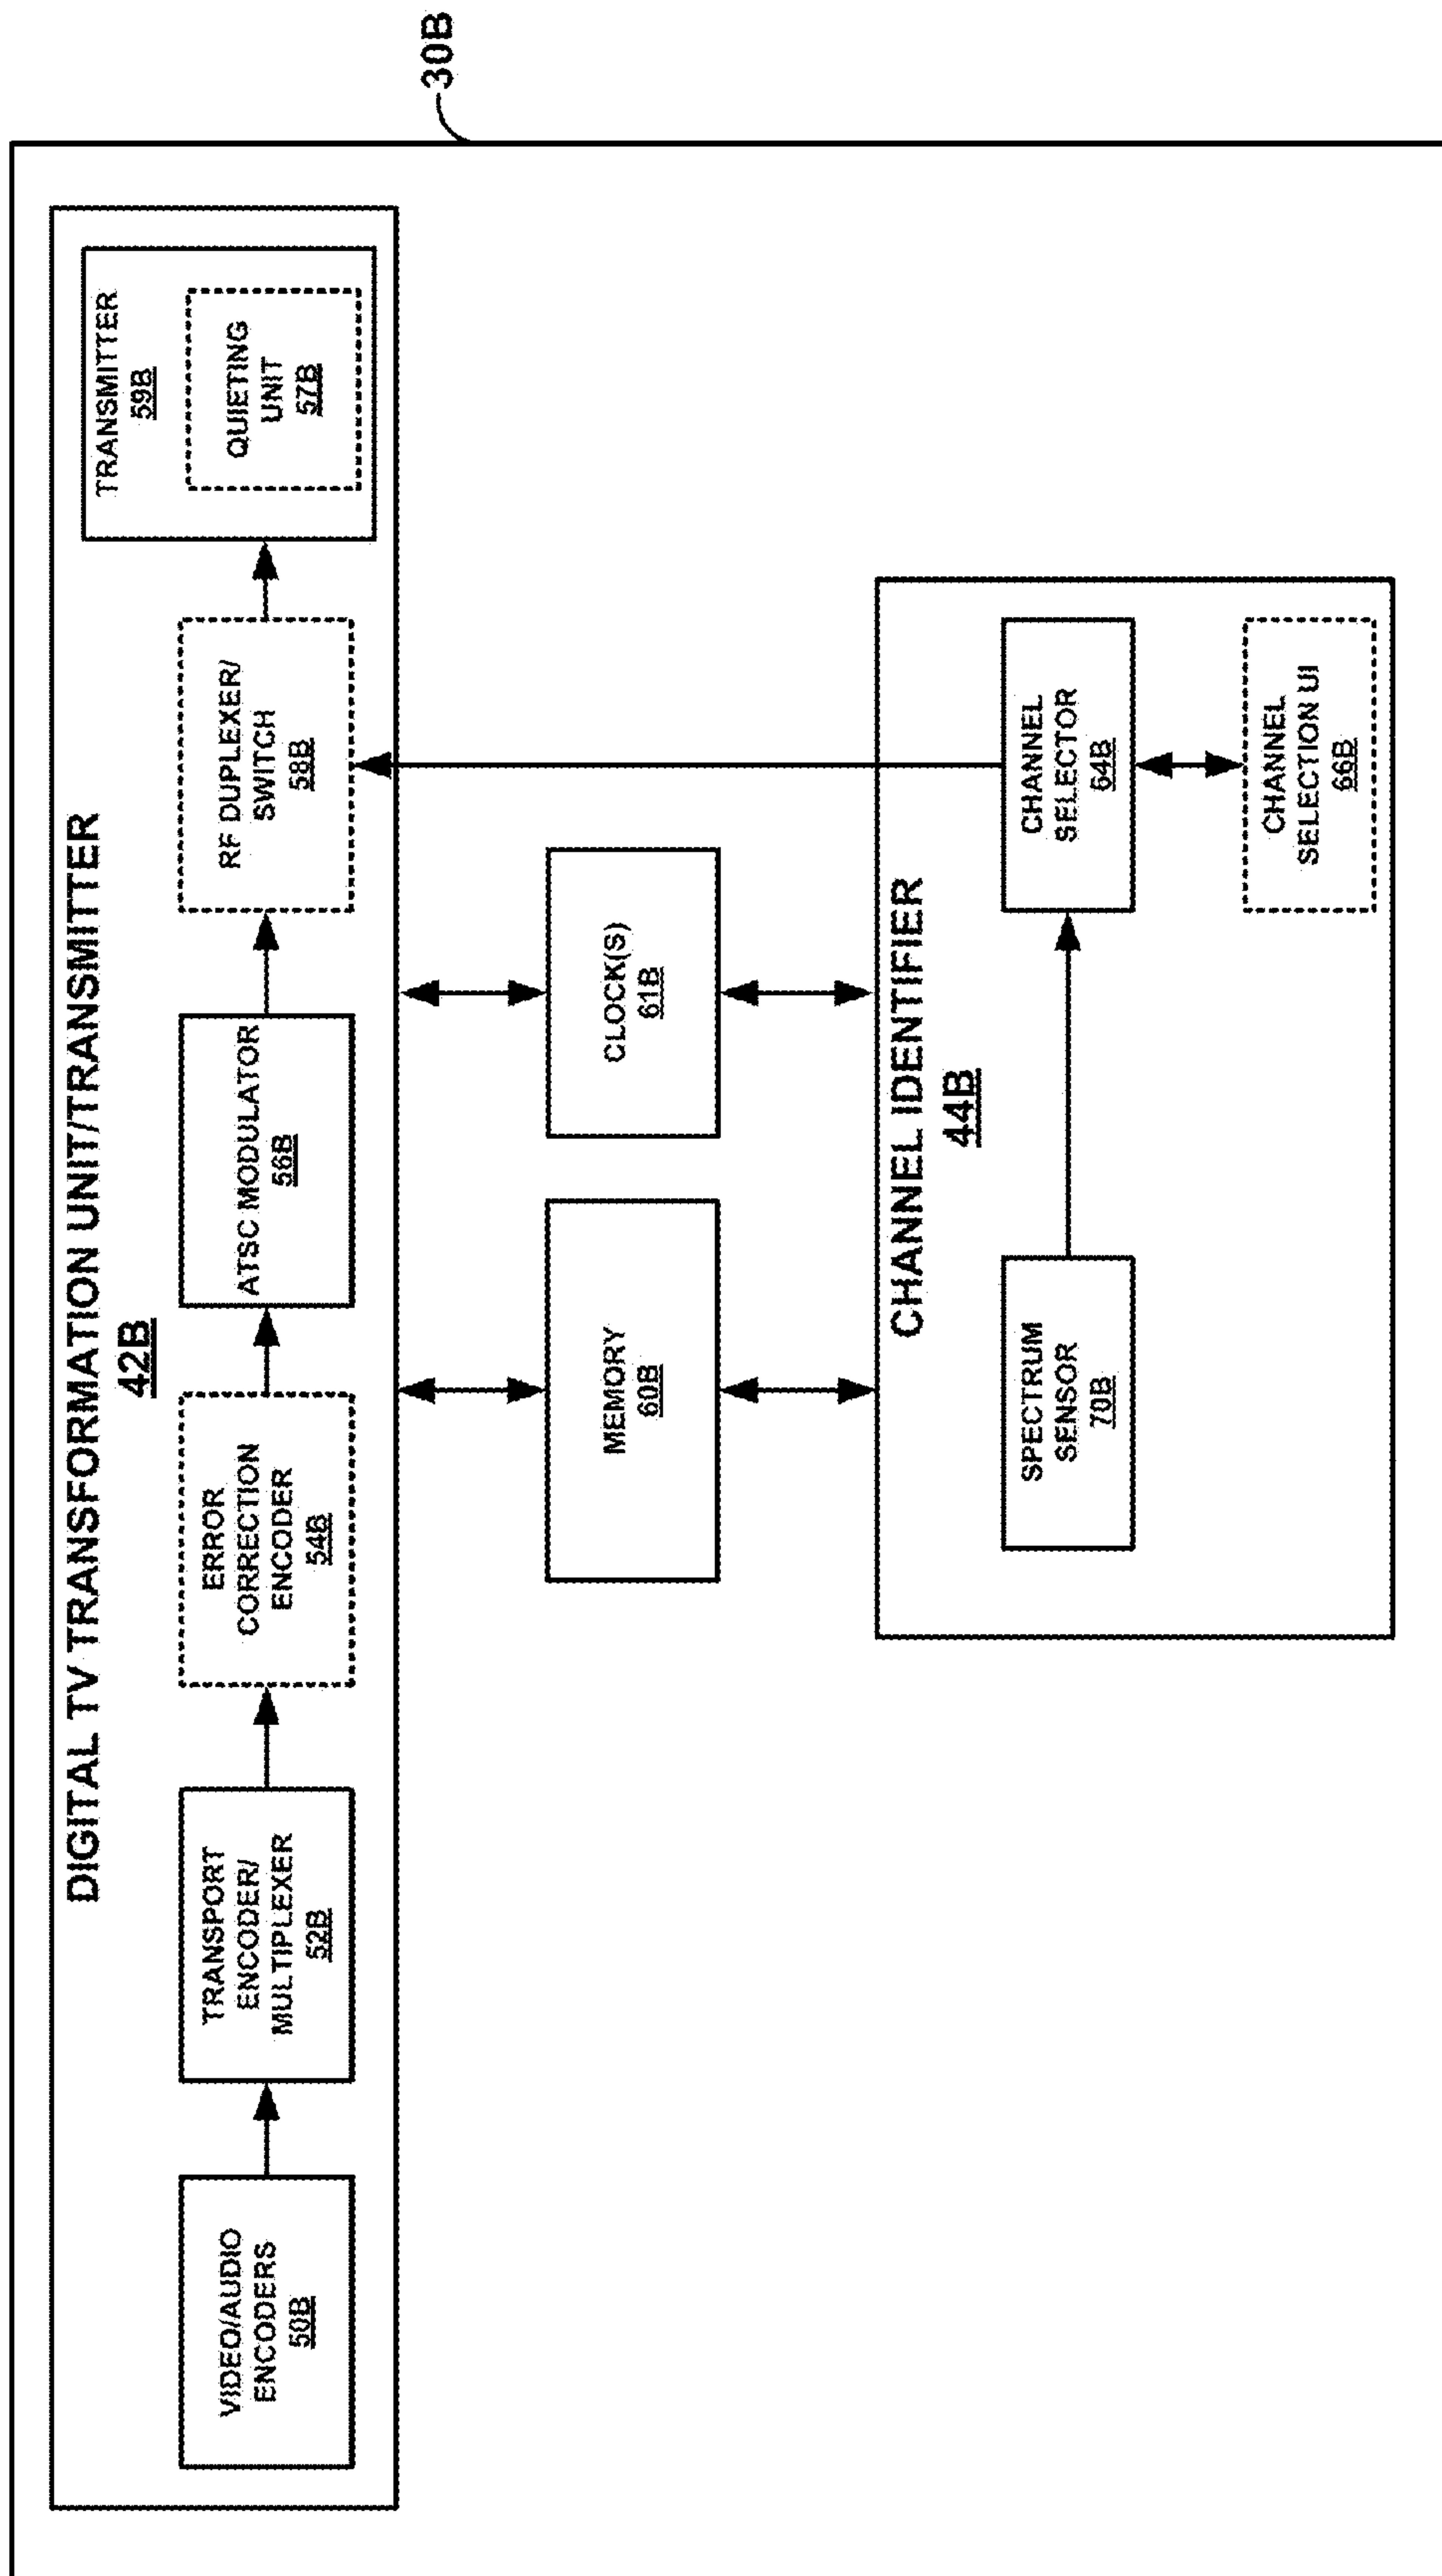 30B
DIGITAL TV TRANSFORMATION UNIT/TRANSMITTER
42B
VIDEO/AUDIO
ENCODERS
50B
TRANSPORT
ENCODER/
MULTIPLEXER
52B
ERROR
CORRECTION
ENCODER
54B
ATSC MODULATOR
56B
RF DUPLEXER/
SWITCH
58B
TRANSMITTER
59B
QUIETING
UNIT
57B
MEMORY
60B
CLOCK(S)
61B
CHANNEL IDENTIFIER
44B
SPECTRUM
SENSOR
70B
CHANNEL
SELECTOR
64B
CHANNEL
SELECTION UI
66B